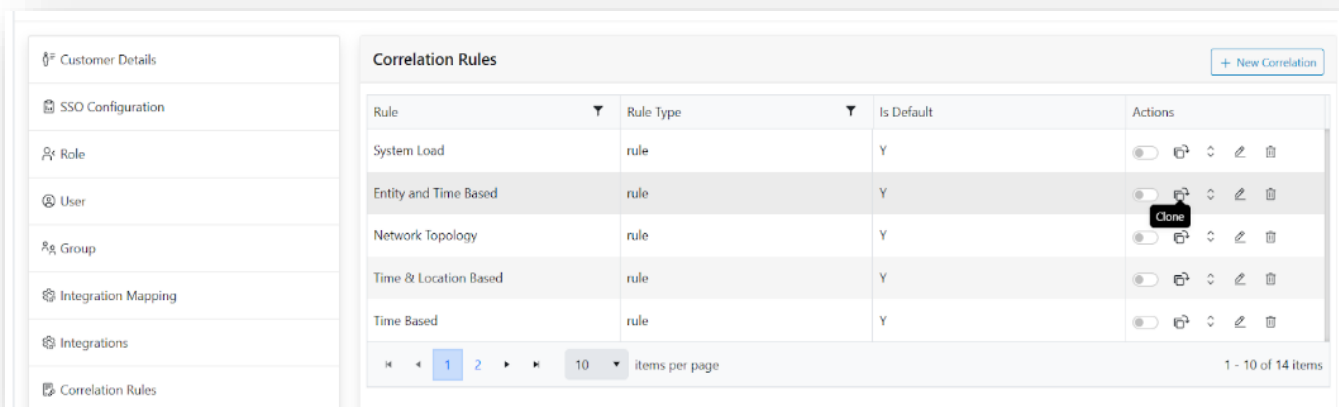 Customer Details
SSO Configuration
Role
User
Group
Integration Mapping
Integrations
Correlation Rules
Correlation Rules
+ New Correlation
Rule Rule Type Is Default Actions
System Load rule Y
Entity and Time Based rule Y
Clone
Network Topology rule Y
Time & Location Based rule Y
Time Based rule Y
1 2 10 items per page 1 - 10 of 14 items